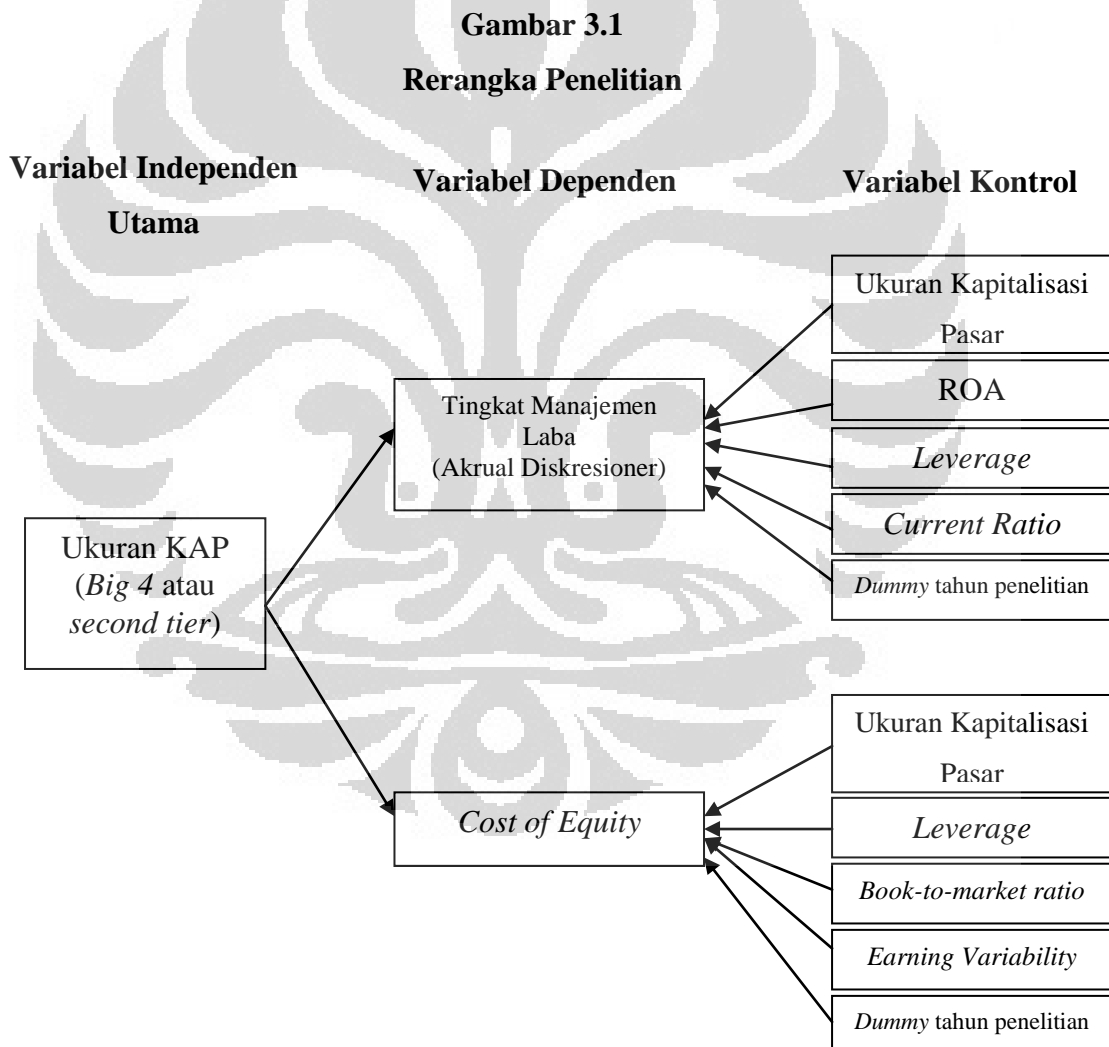 Gambar 3.1
Rerangka Penelitian
Variabel Independen
Utama
Variabel Dependen
Variabel Kontrol
Ukuran KAP
(Big 4 atau
second tier)
Tingkat Manajemen
Laba
(Akrual Diskresioner)
Ukuran Kapitalisasi
Pasar
ROA
Leverage
Current Ratio
Dummy tahun penelitian
Cost of Equity
Ukuran Kapitalisasi
Pasar
Leverage
Book-to-market ratio
Earning Variability
Dummy tahun penelitian